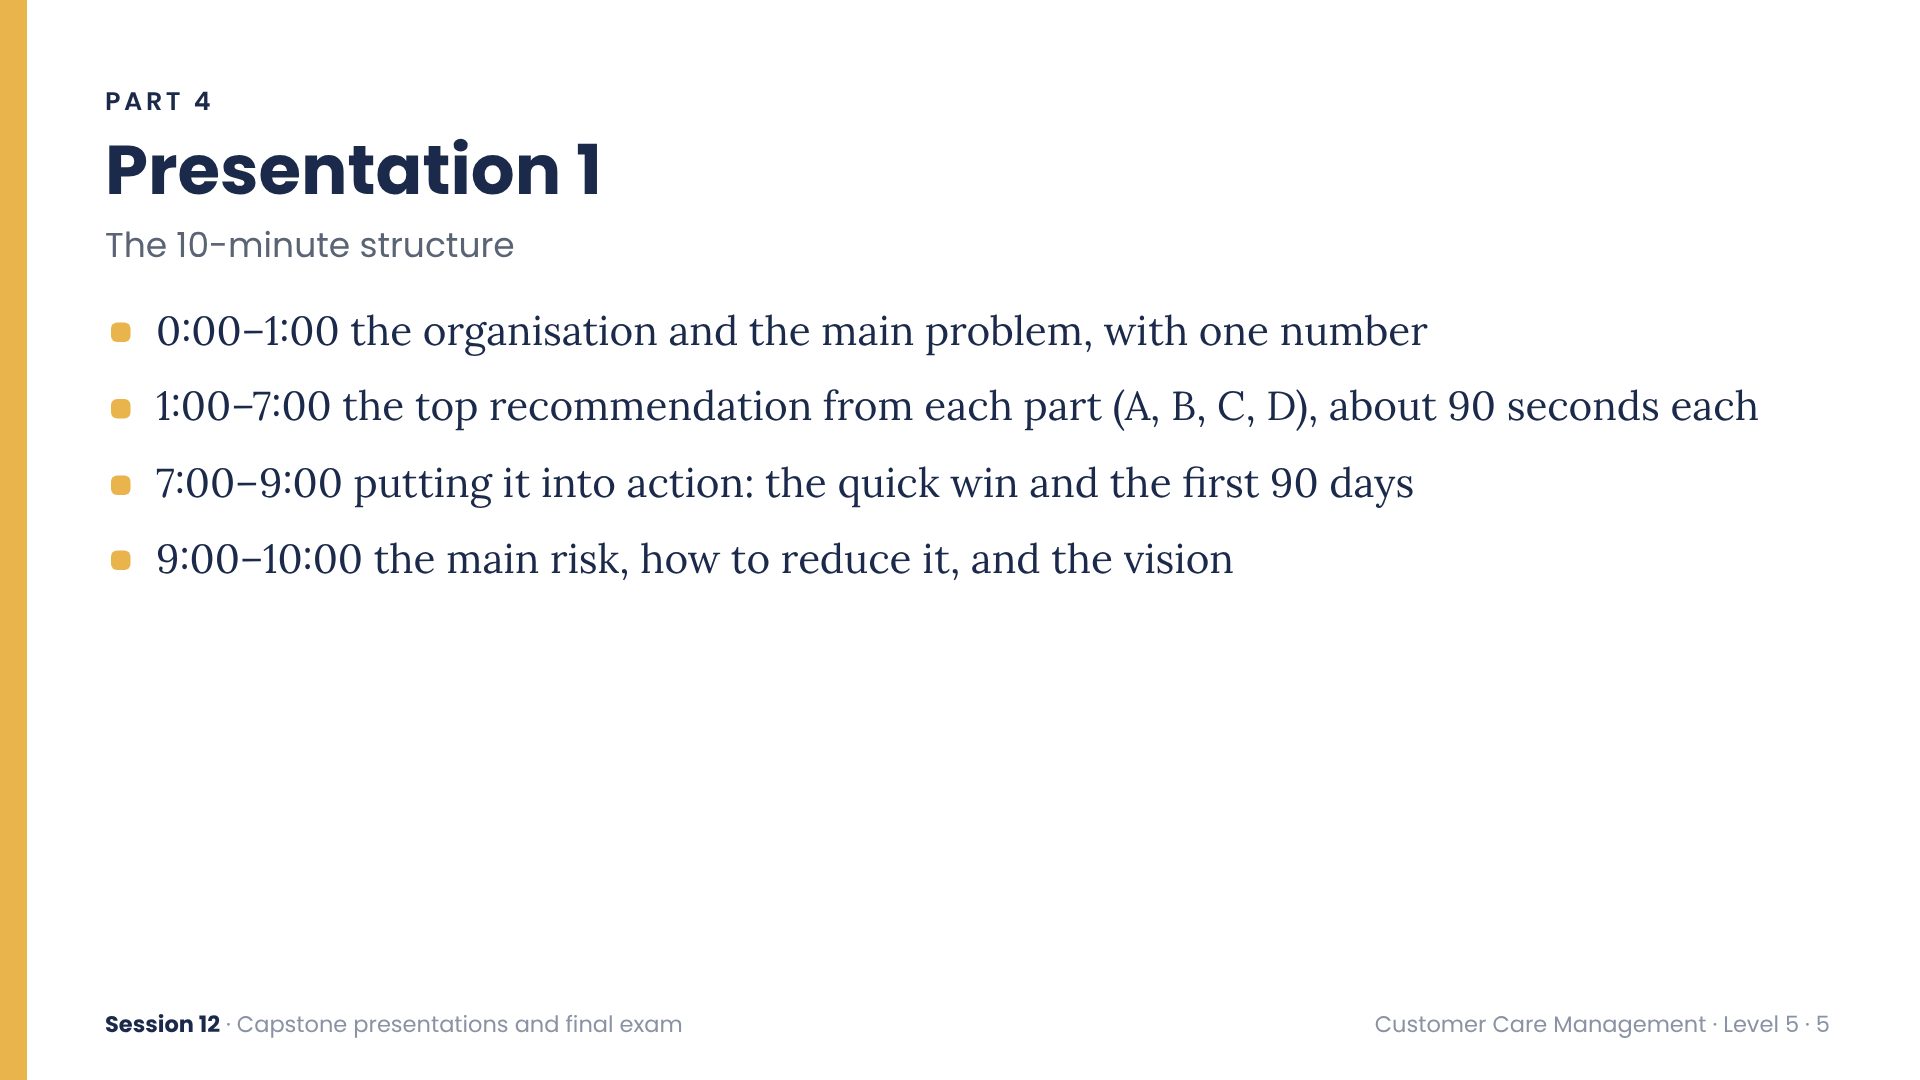 PART 4
Presentation 1
The 10-minute structure
0:00–1:00 the organisation and the main problem, with one number
1:00–7:00 the top recommendation from each part (A, B, C, D), about 90 seconds each
7:00–9:00 putting it into action: the quick win and the first 90 days
9:00–10:00 the main risk, how to reduce it, and the vision
Session 12 · Capstone presentations and final exam
Customer Care Management · Level 5 · 5